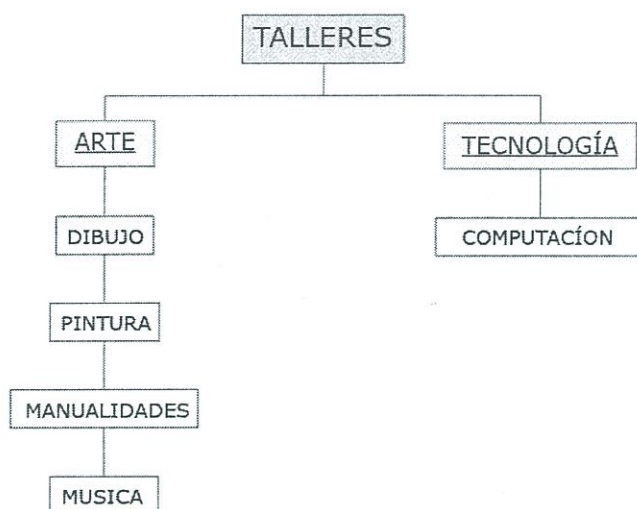 TALLERES
ARTE
TECNOLOGÍA
DIBUJO
COMPUTACÍON
PINTURA
MANUALIDADES
MUSICA